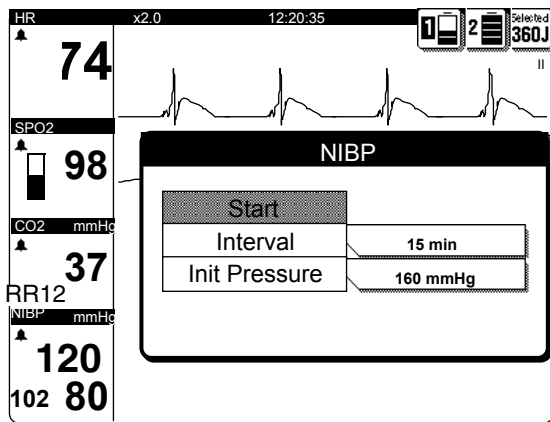 HR x2.0 12:20:35
1 2 Selected 360J
74
II
SPO2
98
NIBP
Start
CO2 mmHg
Interval 15 min
37
Init Pressure 160 mmHg
RR12
NIBP mmHg
120
102 80